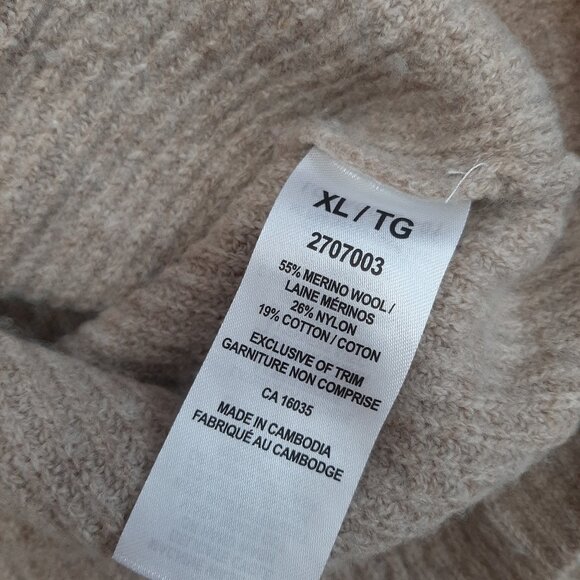 XL / TG
2707003
55% MERINO WOOL /
LAINE MÉRINOS
26% NYLON
19% COTTON / COTON
EXCLUSIVE OF TRIM
GARNITURE NON COMPRISE
CA 16035
MADE IN CAMBODIA
FABRIQUÉ AU CAMBODGE